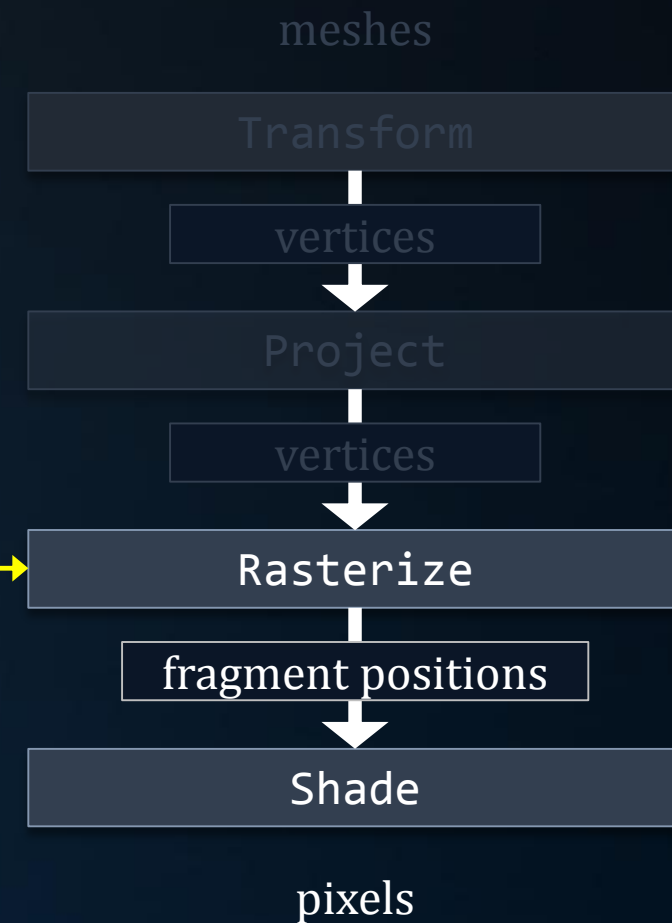 meshes
Transform
vertices
Project
vertices
Rasterize
fragment positions
Shade
pixels